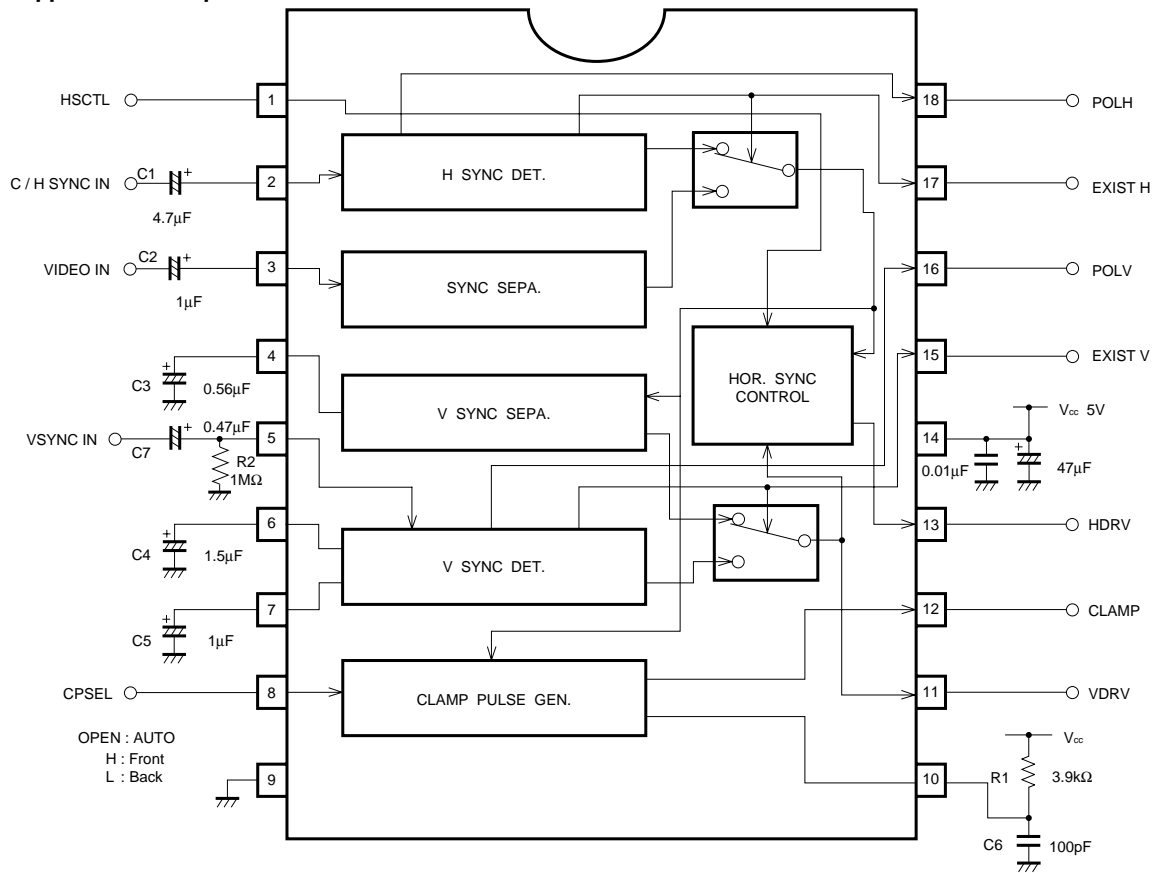 HSCTL
1
C / H SYNC IN
C1
+
4.7µF
2
VIDEO IN
C2
+
1µF
3
+
C3
0.56µF
4
VSYNC IN
C7
+
0.47µF
R2
1MΩ
5
+
C4
1.5µF
6
+
C5
1µF
7
CPSEL
8
OPEN : AUTO
H : Front
L : Back
9
H SYNC DET.
SYNC SEPA.
V SYNC SEPA.
V SYNC DET.
CLAMP PULSE GEN.
HOR. SYNC
CONTROL
18
POLH
17
EXIST H
16
POLV
15
EXIST V
14
Vcc 5V
0.01µF
+
47µF
13
HDRV
12
CLAMP
11
VDRV
10
Vcc
R1
3.9kΩ
C6
100pF